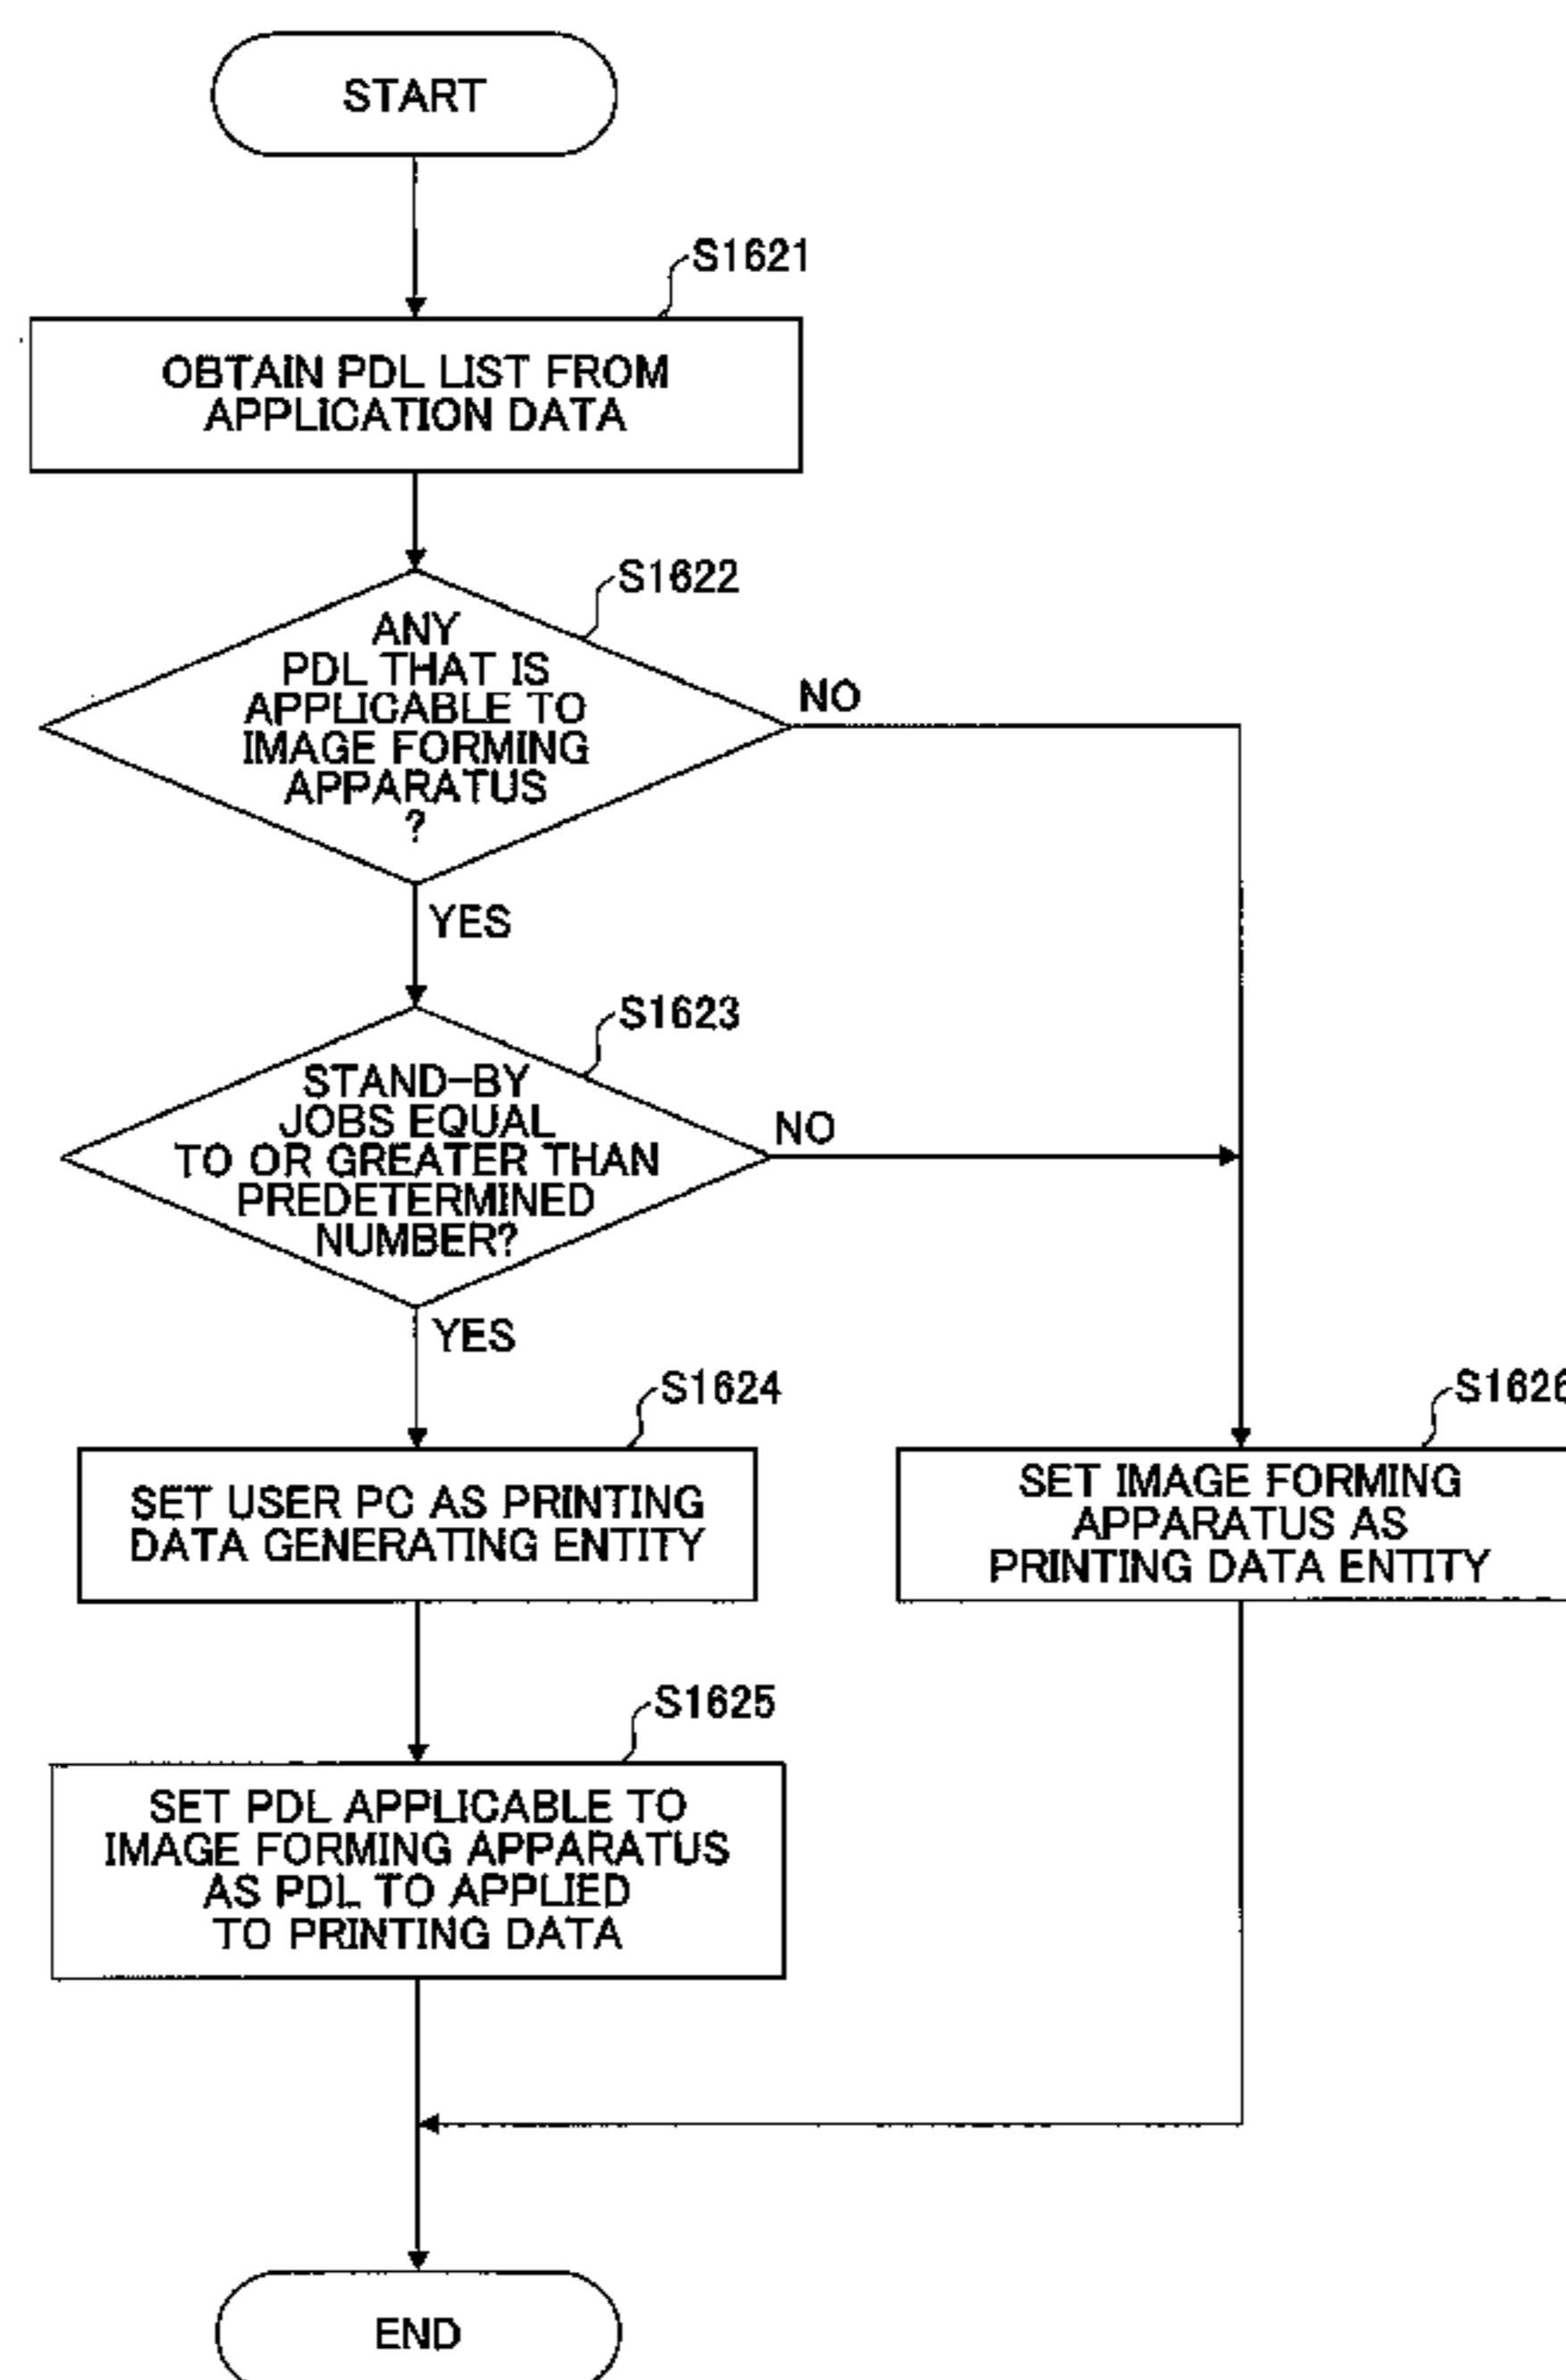 START
S1621
OBTAIN PDL LIST FROM
APPLICATION DATA
S1622
ANY
PDL THAT IS
APPLICABLE TO
IMAGE FORMING
APPARATUS
?
NO
YES
S1623
STAND-BY
JOBS EQUAL
TO OR GREATER THAN
PREDETERMINED
NUMBER?
NO
YES
S1624
SET USER PC AS PRINTING
DATA GENERATING ENTITY
S1626
SET IMAGE FORMING
APPARATUS AS
PRINTING DATA ENTITY
S1625
SET PDL APPLICABLE TO
IMAGE FORMING APPARATUS
AS PDL TO APPLIED
TO PRINTING DATA
END